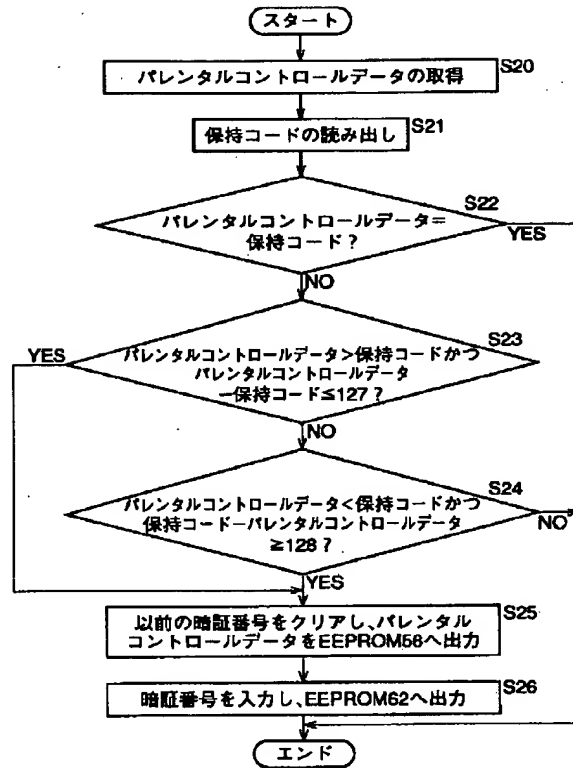 スタート
S20
パレンタルコントロールデータの取得
S21
保持コードの読み出し
S22
パレンタルコントロールデータ=
保持コード?
YES
NO
S23
YES
パレンタルコントロールデータ>保持コードかつ
パレンタルコントロールデータ
-保持コード≦127?
NO
S24
パレンタルコントロールデータ<保持コードかつ
保持コード-パレンタルコントロールデータ
≧128?
NO
YES
S25
以前の暗証番号をクリアし、パレンタル
コントロールデータをEEPROM58へ出力
S26
暗証番号を入力し、EEPROM62へ出力
エンド